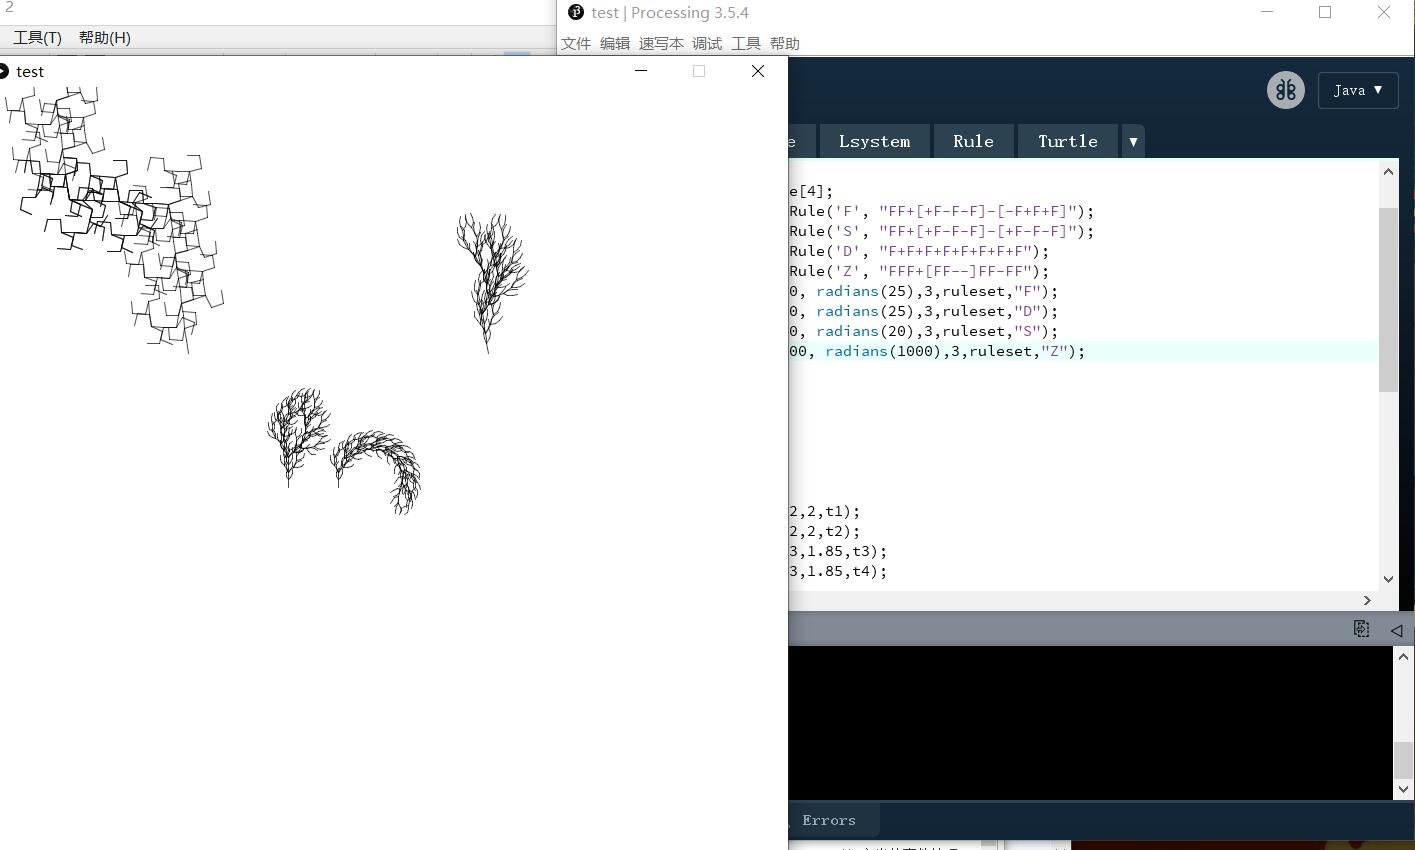 2
test | Processing 3.5.4
工具(T) 帮助(H)
文件 编辑 速写本 调试 工具 帮助
test
Java ▼
e Lsystem Rule Turtle ▼
e[4];
Rule('F', "FF+[+F-F-F]-[-F+F+F]");
Rule('S', "FF+[+F-F-F]-[+F-F-F]");
Rule('D', "F+F+F+F+F+F+F+F");
Rule('Z', "FFF+[FF--]FF-FF");
0, radians(25),3,ruleset,"F");
0, radians(25),3,ruleset,"D");
0, radians(20),3,ruleset,"S");
00, radians(1000),3,ruleset,"Z");
2,2,t1);
2,2,t2);
3,1.85,t3);
3,1.85,t4);
Errors